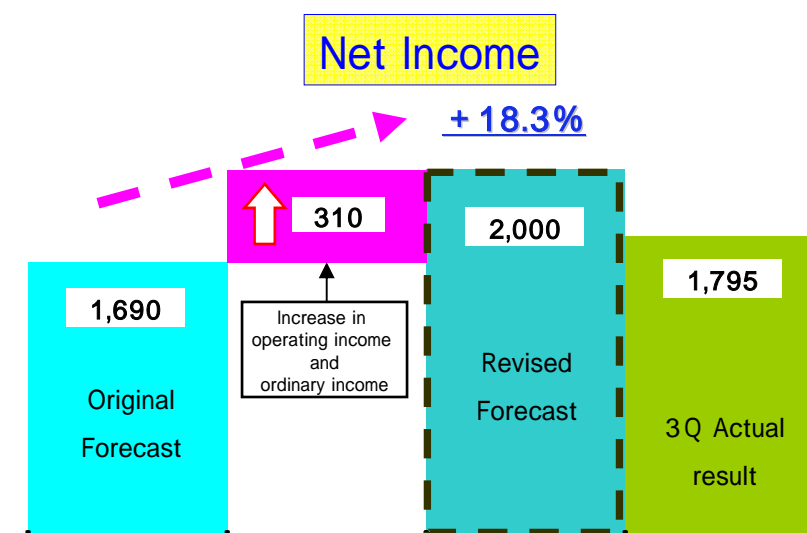 Net Income
+ 18.3%
1,690
Original
Forecast
310
Increase in
operating income
and
ordinary income
2,000
Revised
Forecast
1,795
3Q Actual
result